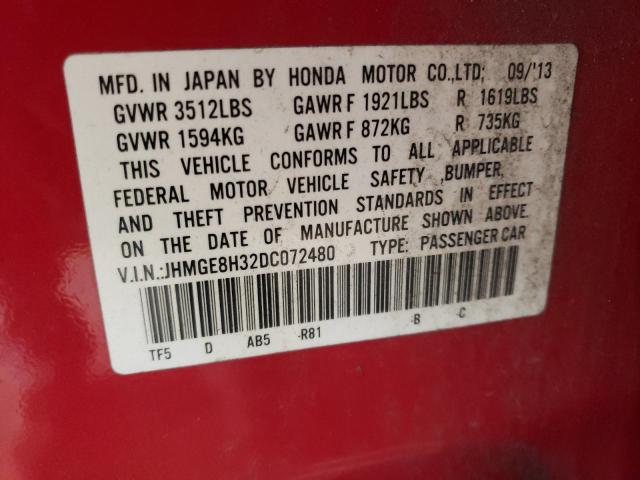 MFD. IN JAPAN BY HONDA MOTOR CO.,LTD; 09/'13
GVWR 3512LBS GAWR F 1921LBS R 1619LBS
GVWR 1594KG GAWR F 872KG R 735KG
THIS VEHICLE CONFORMS TO ALL APPLICABLE
FEDERAL MOTOR VEHICLE SAFETY ,BUMPER,
AND THEFT PREVENTION STANDARDS IN EFFECT
ON THE DATE OF MANUFACTURE SHOWN ABOVE.
V.I.N.:JHMGE8H32DC072480 TYPE: PASSENGER CAR
TF5 D AB5 -R81 -B -C